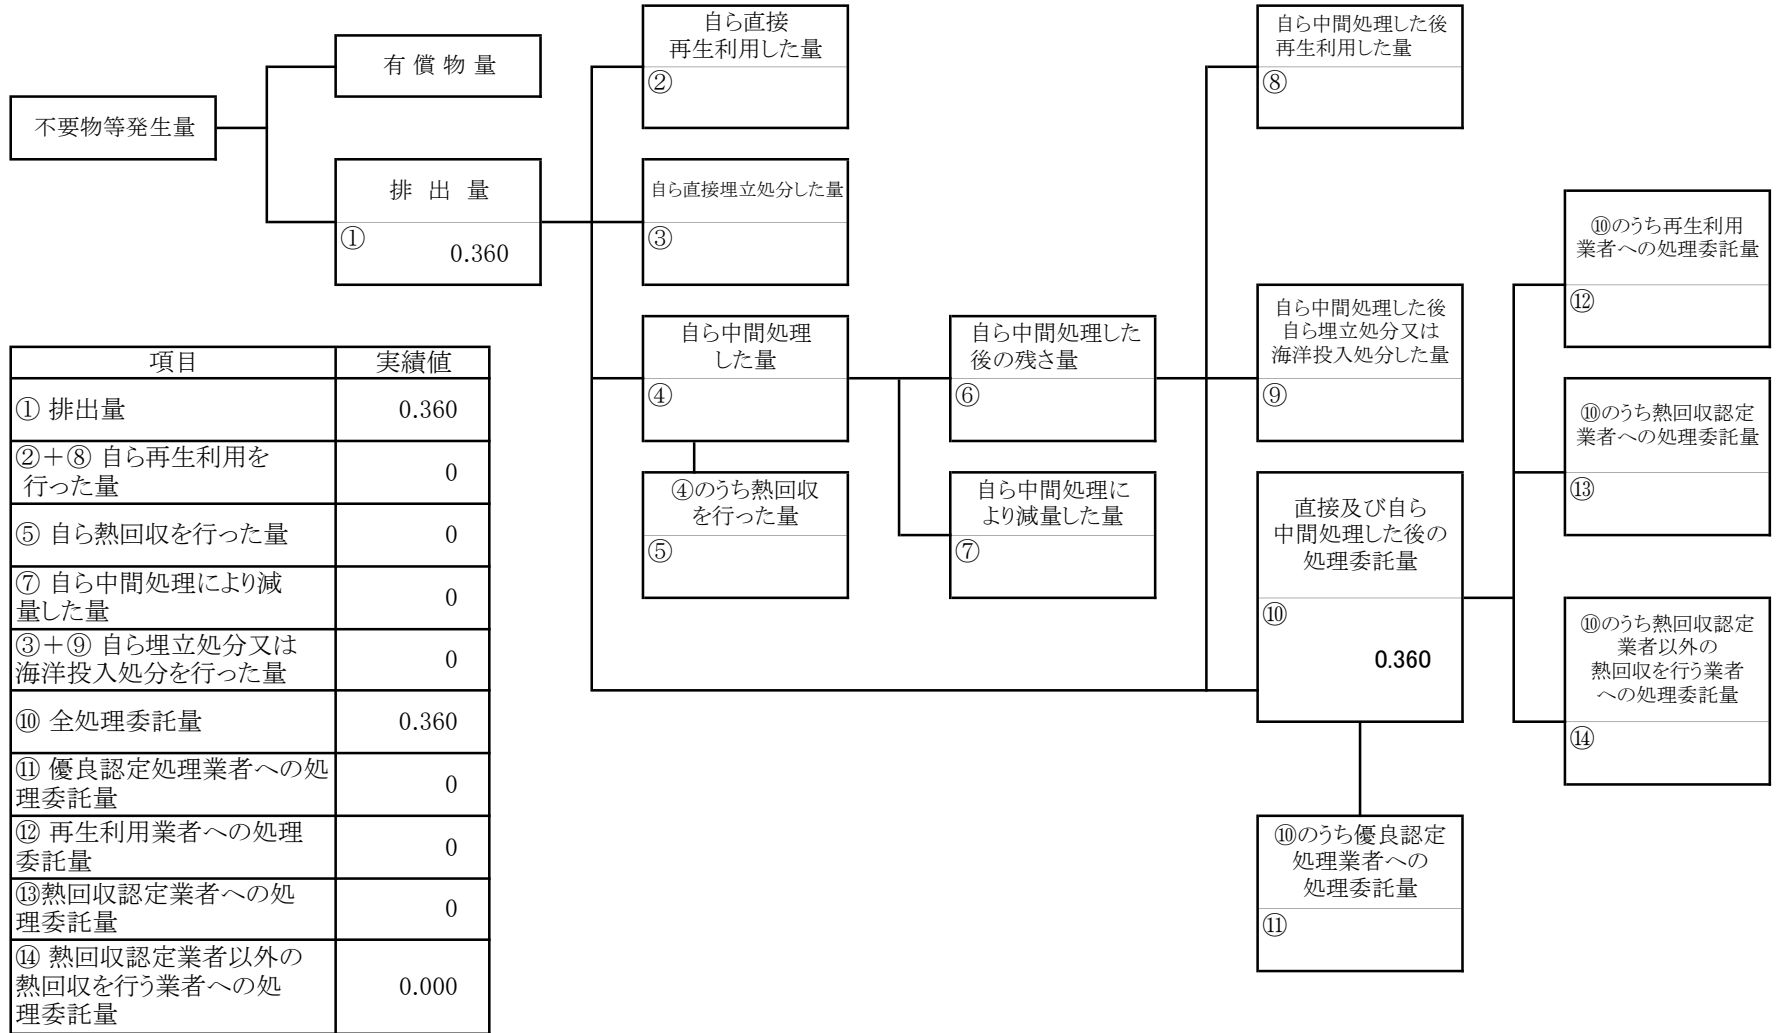 不要物等発生量
有 償 物 量
排 出 量
①
0.360
自ら直接
再生利用した量
②
自ら直接埋立処分した量
③
自ら中間処理
した量
④
④のうち熱回収
を行った量
⑤
自ら中間処理した
後の残さ量
⑥
自ら中間処理に
より減量した量
⑦
自ら中間処理した後
再生利用した量
⑧
自ら中間処理した後
自ら埋立処分又は
海洋投入処分した量
⑨
直接及び自ら
中間処理した後の
処理委託量
⑩
0.360
⑩のうち優良認定
処理業者への
処理委託量
⑪
⑩のうち再生利用
業者への処理委託量
⑫
⑩のうち熱回収認定
業者への処理委託量
⑬
⑩のうち熱回収認定
業者以外の
熱回収を行う業者
への処理委託量
⑭
項目 実績値
① 排出量 0.360
②＋⑧ 自ら再生利用を
行った量 0
⑤ 自ら熱回収を行った量 0
⑦ 自ら中間処理により減
量した量 0
③＋⑨ 自ら埋立処分又は
海洋投入処分を行った量 0
⑩ 全処理委託量 0.360
⑪ 優良認定処理業者への処
理委託量 0
⑫ 再生利用業者への処理
委託量 0
⑬熱回収認定業者への処
理委託量 0
⑭ 熱回収認定業者以外の
熱回収を行う業者への処
理委託量 0.000